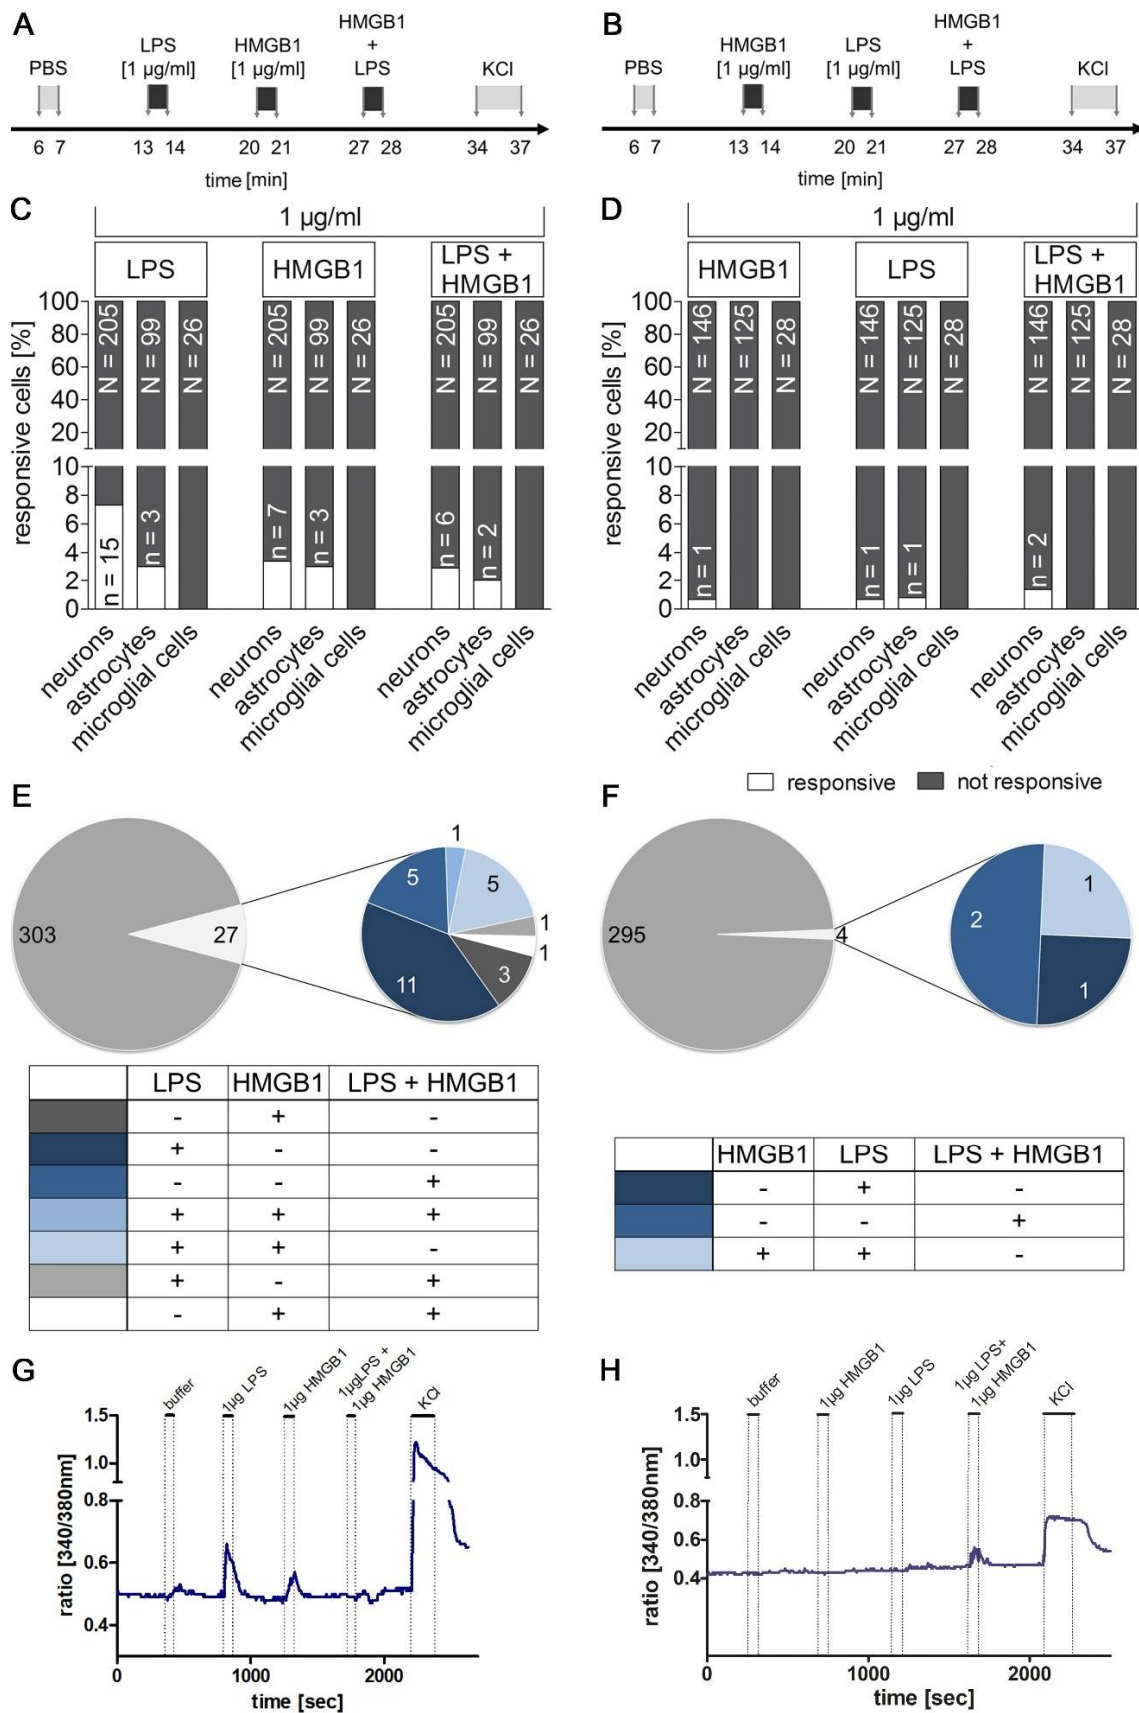 A
PBS
LPS
[1 µg/ml]
HMGB1
[1 µg/ml]
HMGB1
+
LPS
KCl
6 7 13 14 20 21 27 28 34 37
time [min]
B
PBS
HMGB1
[1 µg/ml]
LPS
[1 µg/ml]
HMGB1
+
LPS
KCl
6 7 13 14 20 21 27 28 34 37
time [min]
C
1 µg/ml
LPS
HMGB1
LPS +
HMGB1
responsive cells [%]
100
80
60
40
20
10
8
6
4
2
0
N = 205
N = 99
N = 26
N = 205
N = 99
N = 26
N = 205
N = 99
N = 26
n = 15
n = 3
n = 7
n = 3
n = 6
n = 2
neurons
astrocytes
microglial cells
neurons
astrocytes
microglial cells
neurons
astrocytes
microglial cells
D
1 µg/ml
HMGB1
LPS
LPS +
HMGB1
responsive cells [%]
100
80
60
40
20
10
8
6
4
2
0
N = 146
N = 125
N = 28
N = 146
N = 125
N = 28
N = 146
N = 125
N = 28
n = 1
n = 1
n = 1
n = 2
neurons
astrocytes
microglial cells
neurons
astrocytes
microglial cells
neurons
astrocytes
microglial cells
responsive not responsive
E
303
27
1
5
5
1
1
3
11
LPS HMGB1 LPS + HMGB1
- + -
+ - -
- - +
+ + +
+ + -
+ - +
- + +
F
295
4
2
1
1
HMGB1 LPS LPS + HMGB1
- + -
- - +
+ + -
G
buffer
1µg LPS
1µg HMGB1
1µgLPS +
1µg HMGB1
KCl
ratio [340/380nm]
1.5
1.0
0.8
0.6
0.4
0 1000 2000
time [sec]
H
buffer
1µg HMGB1
1µg LPS
1µg LPS+
1µg HMGB1
KCl
ratio [340/380nm]
1.5
1.0
0.8
0.6
0.4
0 1000 2000
time [sec]